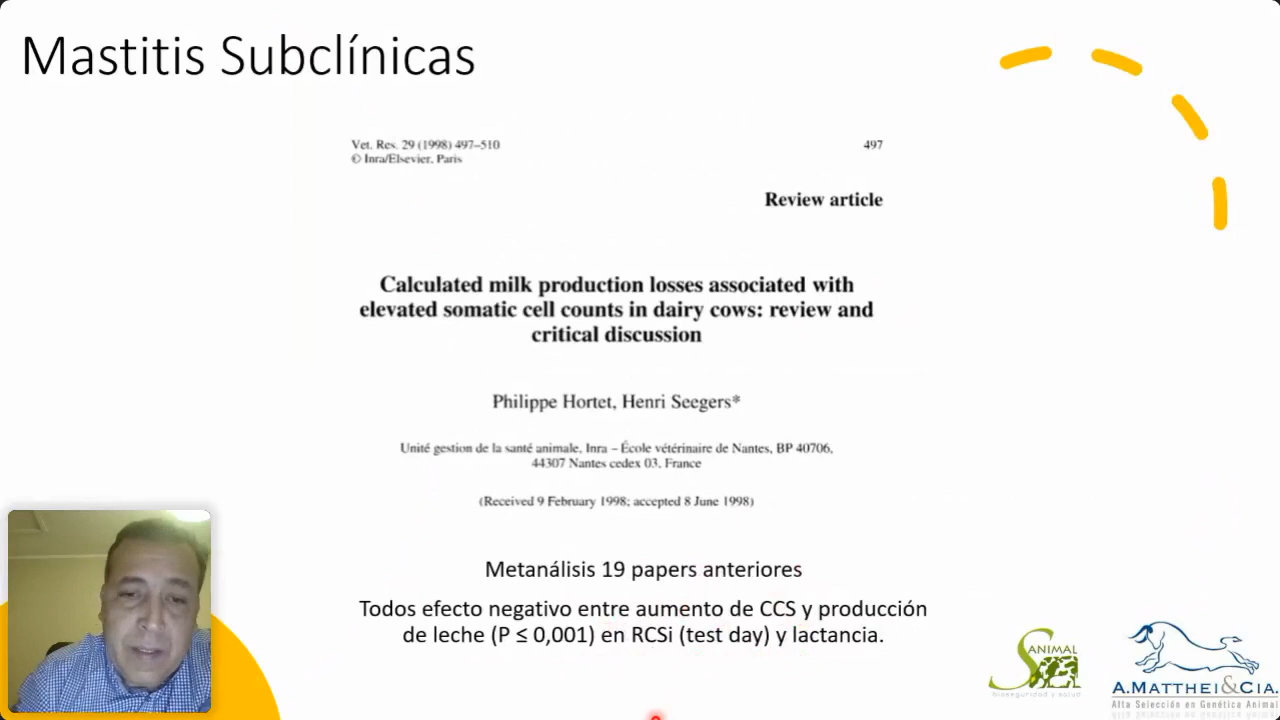 Mastitis Subclínicas
Vet. Res. 29 (1998) 497–510
497
© Inra/Elsevier, Paris
Review article
Calculated milk production losses associated with
elevated somatic cell counts in dairy cows: review and
critical discussion
Philippe Hortet, Henri Seegers*
Unité gestion de la santé animale, Inra – École vétérinaire de Nantes, BP 40706,
44307 Nantes cedex 03, France
(Received 9 February 1998; accepted 8 June 1998)
Metanálisis 19 papers anteriores
Todos efecto negativo entre aumento de CCS y producción
de leche (P ≤ 0,001) en RCSi (test day) y lactancia.
SANIMAL
bioseguridad y salud
A.MATTHEI&CIA.
Alta Selección en Genética Animal